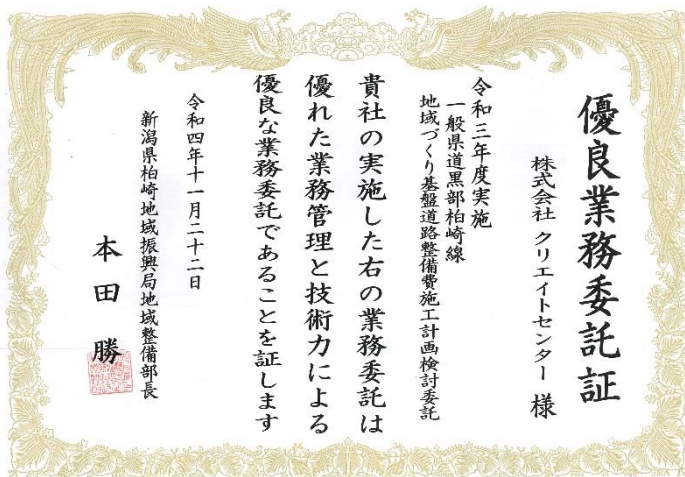 優良業務委託証
株式会社 クリエイトセンター 様
令和三年度実施
一般県道黒部柏崎線
地域づくり基盤道路整備費施工計画検討委託
貴社の実施した右の業務委託は
優れた業務管理と技術力による
優良な業務委託であることを証します
令和四年十一月二十二日
新潟県柏崎地域振興局地域整備部長
本田 勝